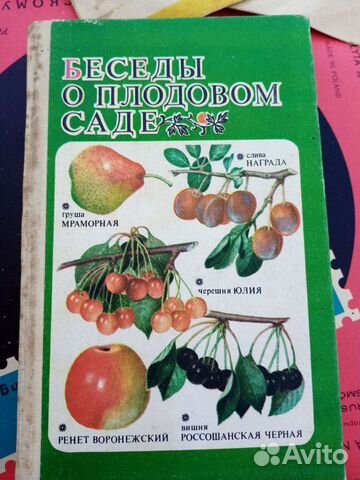 БЕСЕДЫ
О ПЛОДОВОМ
САДЕ
слива
НАГРАДА
груша
МРАМОРНАЯ
черешня ЮЛИЯ
РЕНЕТ ВОРОНЕЖСКИЙ
вишня
РОССОШАНСКАЯ ЧЕРНАЯ
Avito